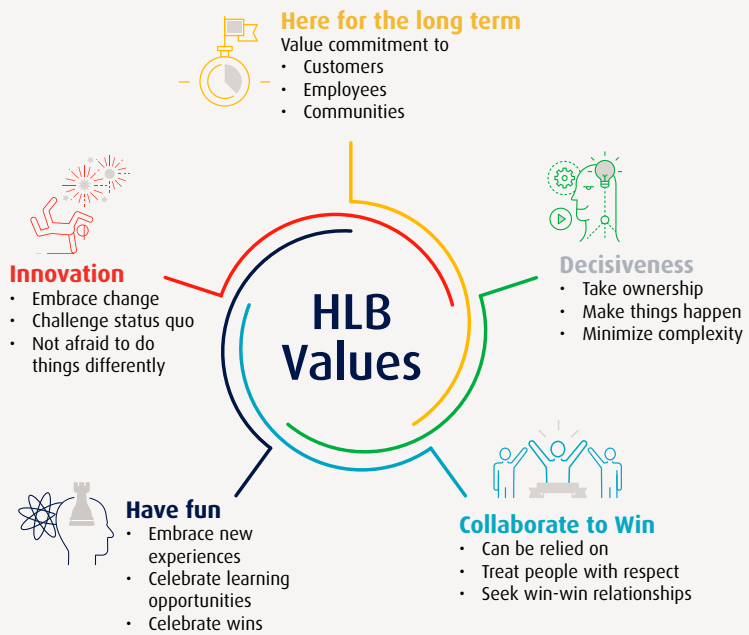 Here for the long term
Value commitment to
• Customers
• Employees
• Communities
Innovation
• Embrace change
• Challenge status quo
• Not afraid to do
things differently
HLB
Values
Decisiveness
• Take ownership
• Make things happen
• Minimize complexity
Have fun
• Embrace new
experiences
• Celebrate learning
opportunities
• Celebrate wins
Collaborate to Win
• Can be relied on
• Treat people with respect
• Seek win-win relationships